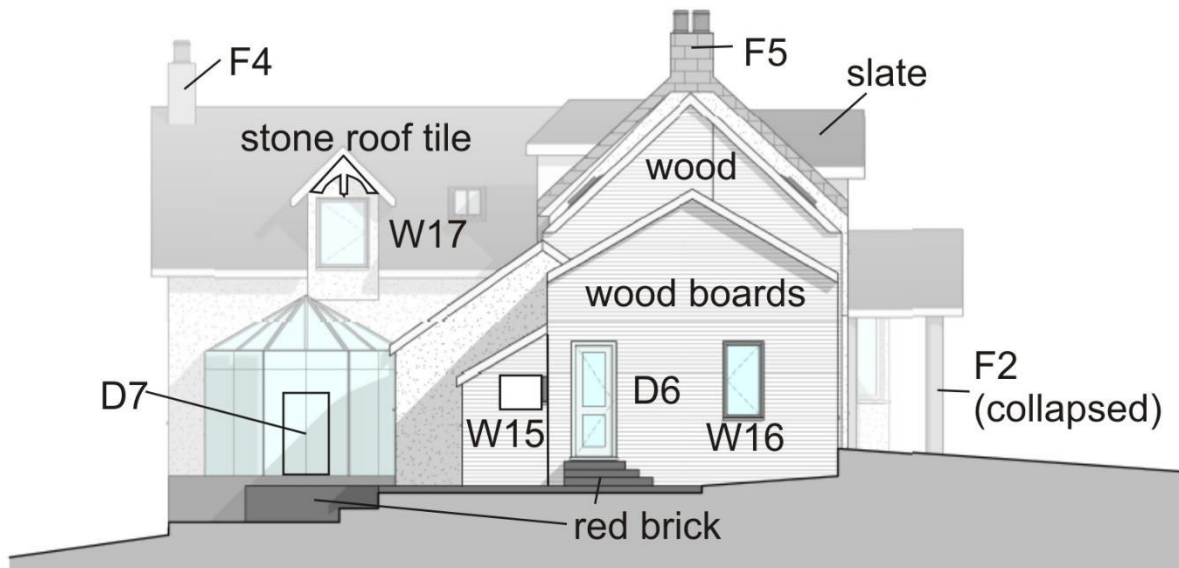 F4
F5
slate
stone roof tile
wood
W17
wood boards
D7
D6
F2
(collapsed)
W15
W16
red brick